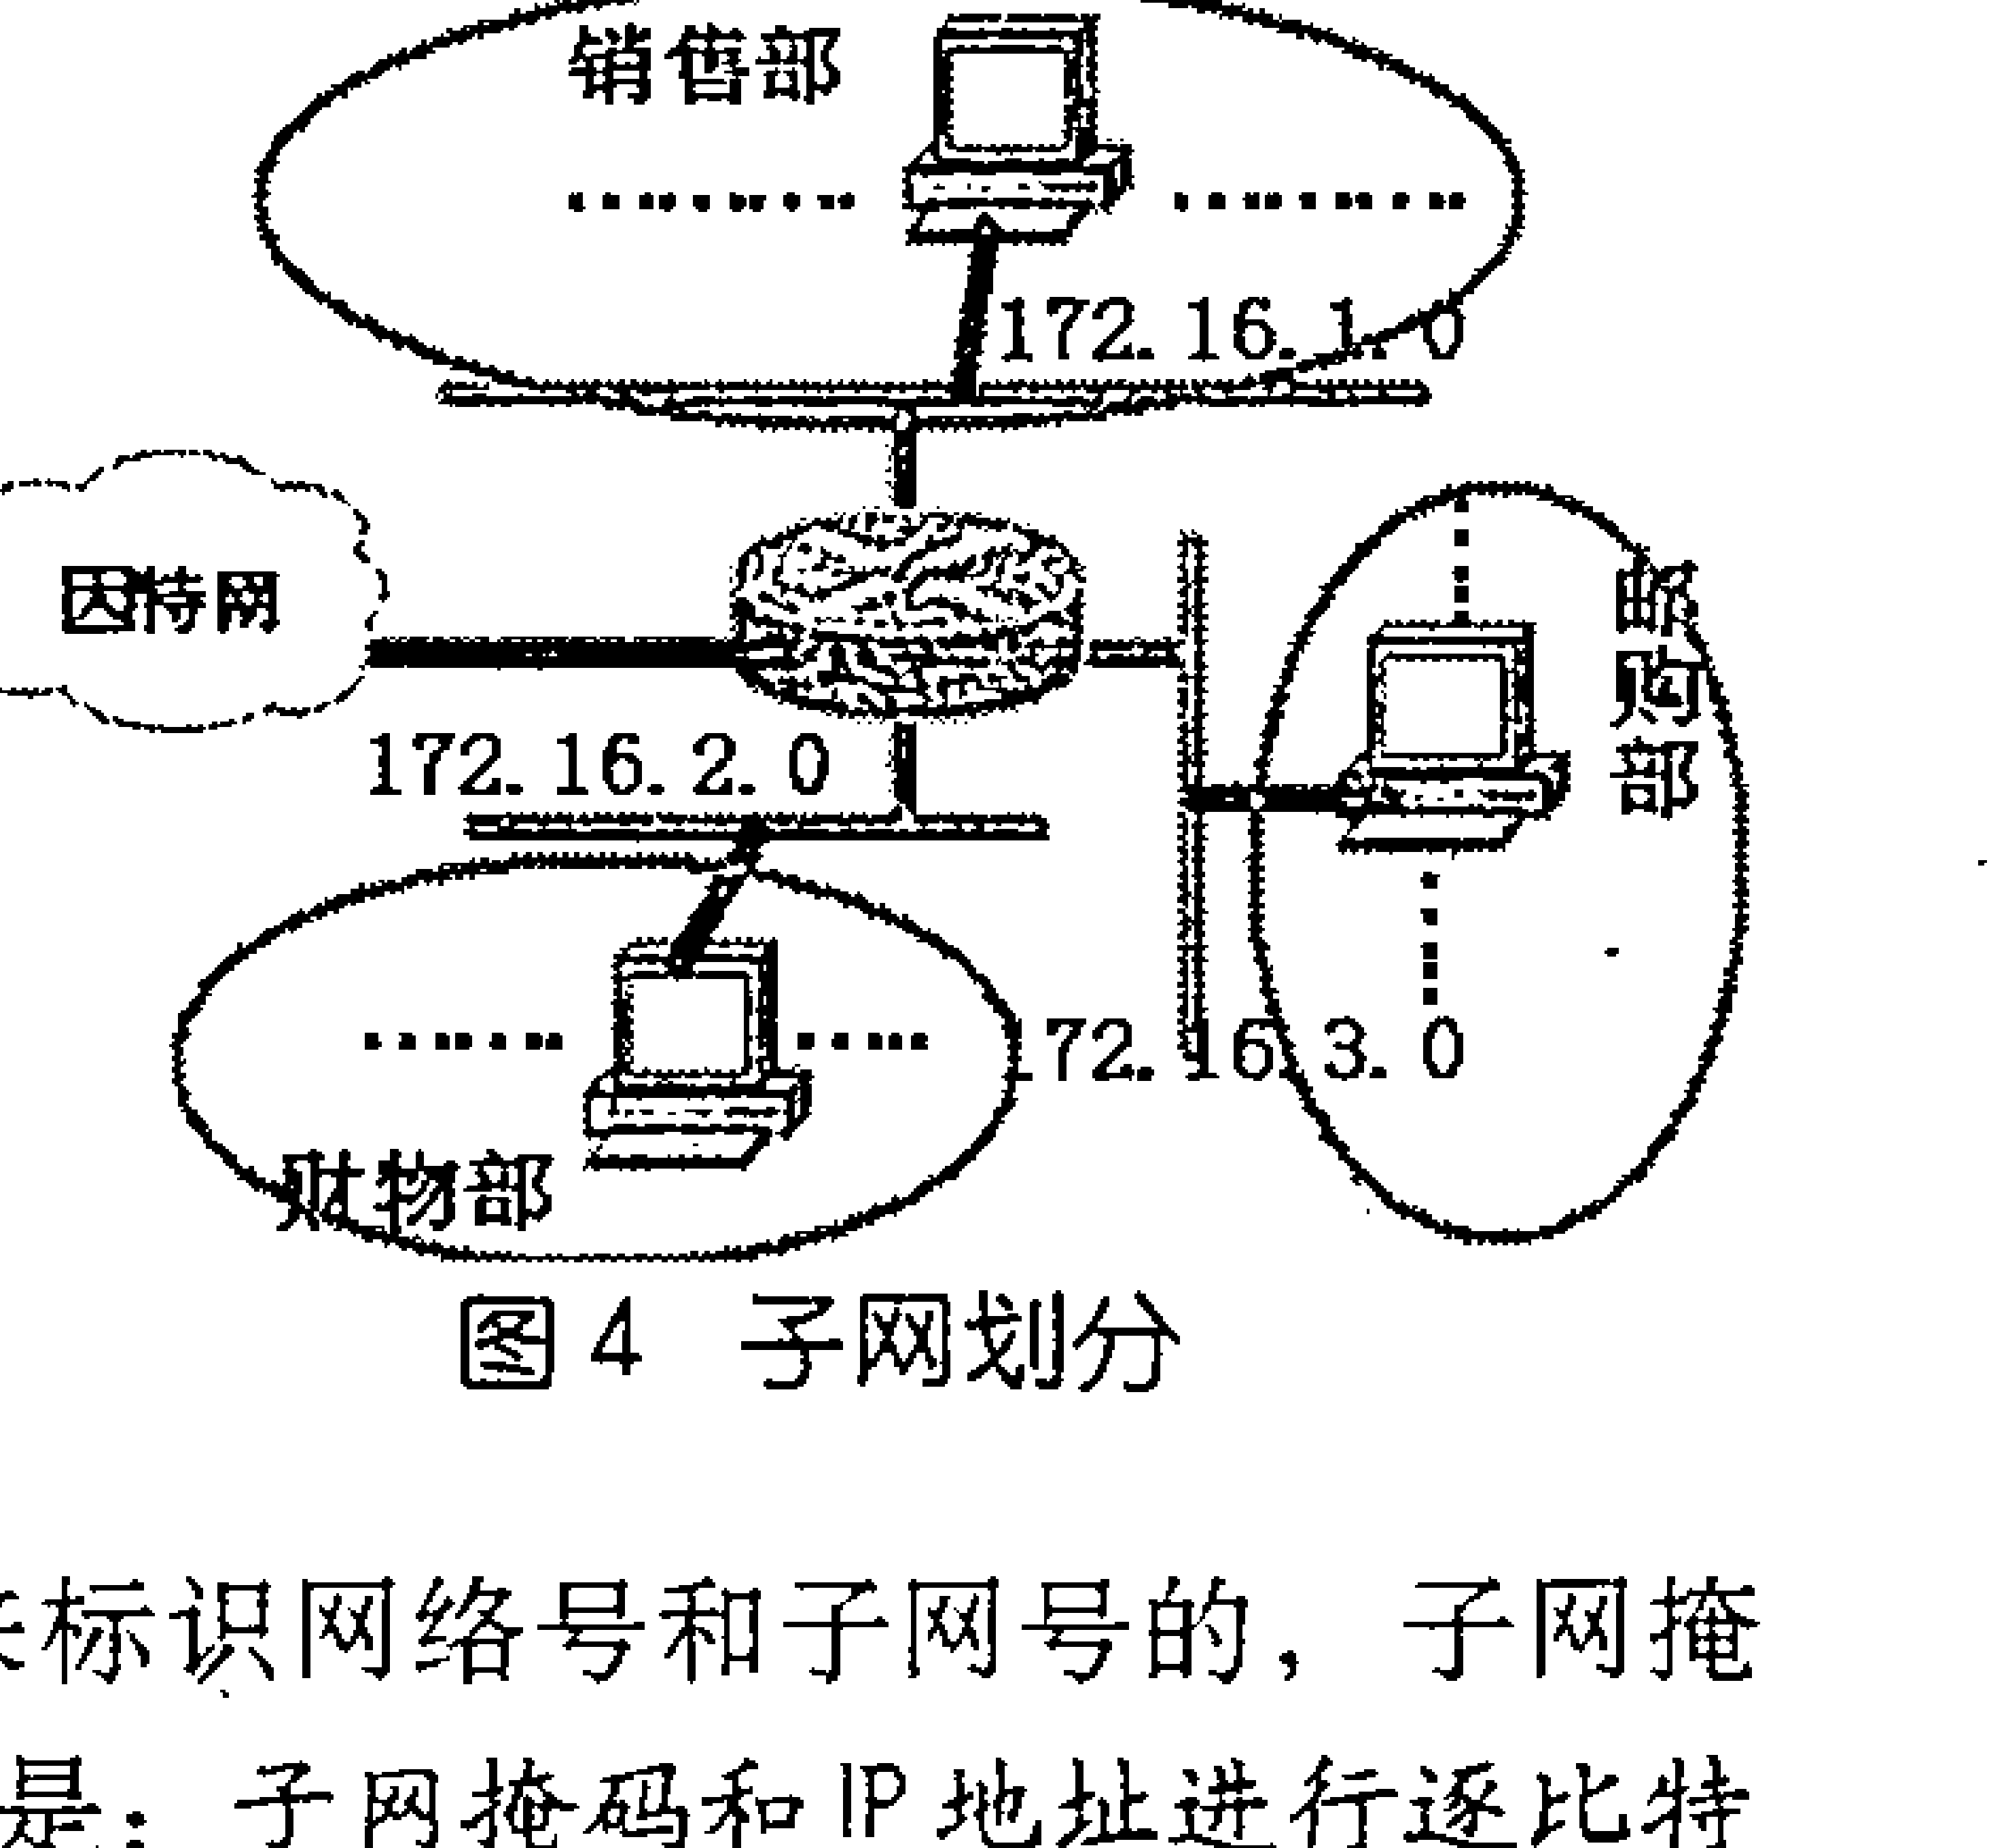 销售部
172.16.1.0
因特网
邮购部
172.16.2.0
172.16.3.0
财物部
图4 子网划分
标识网络号和子网号的，子网掩
是：子网掩码和IP地址进行逐比特